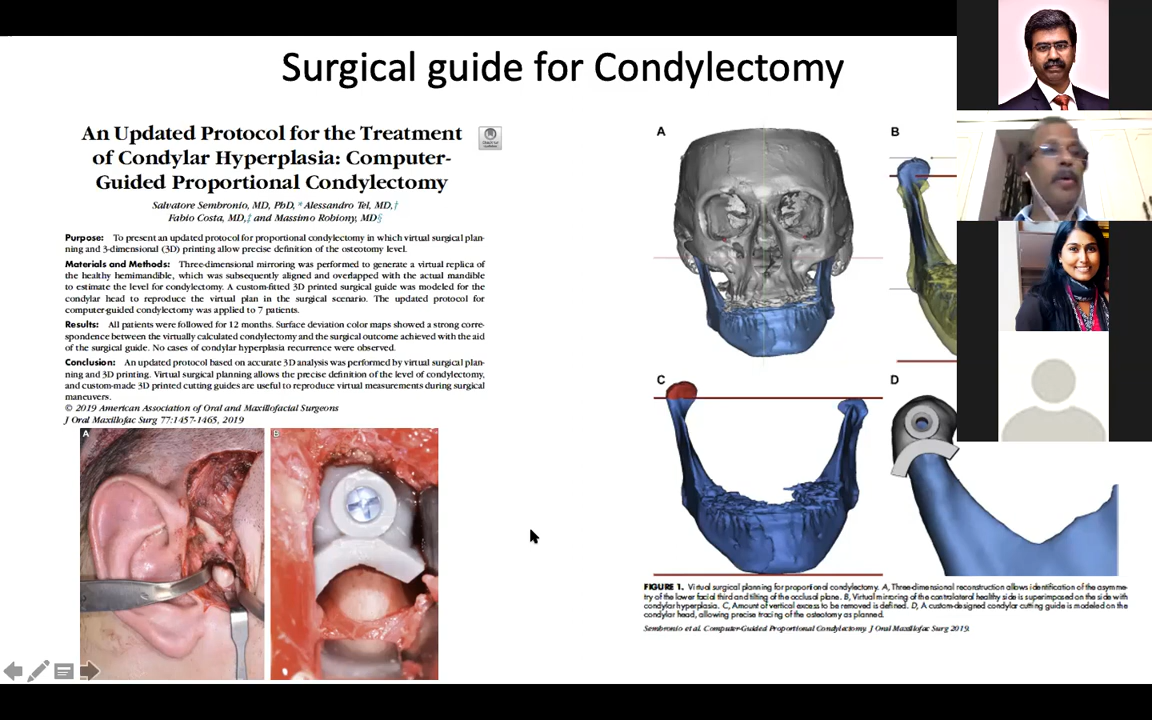 Surgical guide for Condylectomy
An Updated Protocol for the Treatment
of Condylar Hyperplasia: Computer-
Guided Proportional Condylectomy
Salvatore Sembronio, MD, PhD,* Alessandro Tel, MD,†
Fabio Costa, MD,‡ and Massimo Robiony, MD§
Purpose: To present an updated protocol for proportional condylectomy in which virtual surgical plan-
ning and 3-dimensional (3D) printing allow precise definition of the osteotomy level.
Materials and Methods: Three-dimensional mirroring was performed to generate a virtual replica of
the healthy hemimandible, which was subsequently aligned and overlapped with the actual mandible
to estimate the level for condylectomy. A custom-fitted 3D printed surgical guide was modeled for the
condylar head to reproduce the virtual plan in the surgical scenario. The updated protocol for
computer-guided condylectomy was applied to 7 patients.
Results: All patients were followed for 12 months. Surface deviation color maps showed a strong corre-
spondence between the virtually calculated condylectomy and the surgical outcome achieved with the aid
of the surgical guide. No cases of condylar hyperplasia recurrence were observed.
Conclusion: An updated protocol based on accurate 3D analysis was performed by virtual surgical plan-
ning and 3D printing. Virtual surgical planning allows the precise definition of the level of condylectomy,
and custom-made 3D printed cutting guides are useful to reproduce virtual measurements during surgical
maneuvers.
© 2019 American Association of Oral and Maxillofacial Surgeons
J Oral Maxillofac Surg 77:1457-1465, 2019
A
B
A
B
C
D
FIGURE 1. Virtual surgical planning for proportional condylectomy. A, Three-dimensional reconstruction allows identification of the asymme-
try of the lower facial third and tilting of the occlusal plane. B, Virtual mirroring of the contralateral healthy side is superimposed on the side with
condylar hyperplasia. C, Amount of vertical excess to be removed is defined. D, A custom-designed condylar cutting guide is modeled on the
condylar head, allowing precise tracing of the osteotomy as planned.
Sembronio et al. Computer-Guided Proportional Condylectomy. J Oral Maxillofac Surg 2019.